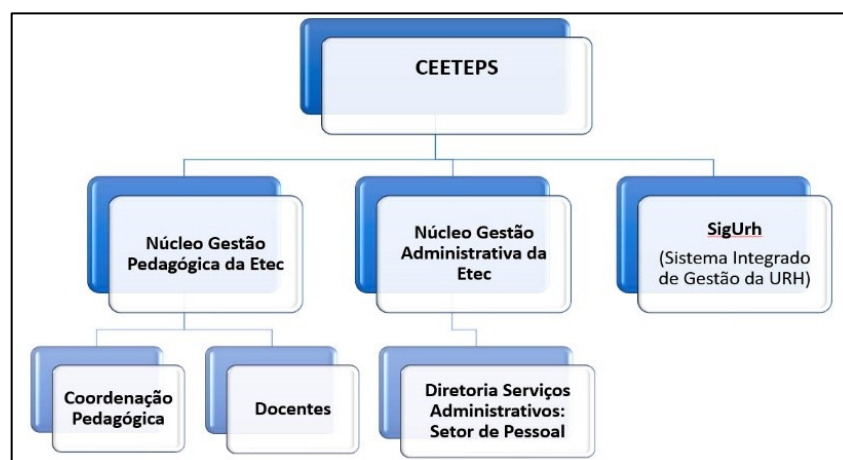 CEETEPS
Núcleo Gestão
Pedagógica da Etec
Núcleo Gestão
Administrativa da
Etec
SigUrh
(Sistema Integrado
de Gestão da URH)
Coordenação
Pedagógica
Docentes
Diretoria Serviços
Administrativos:
Setor de Pessoal